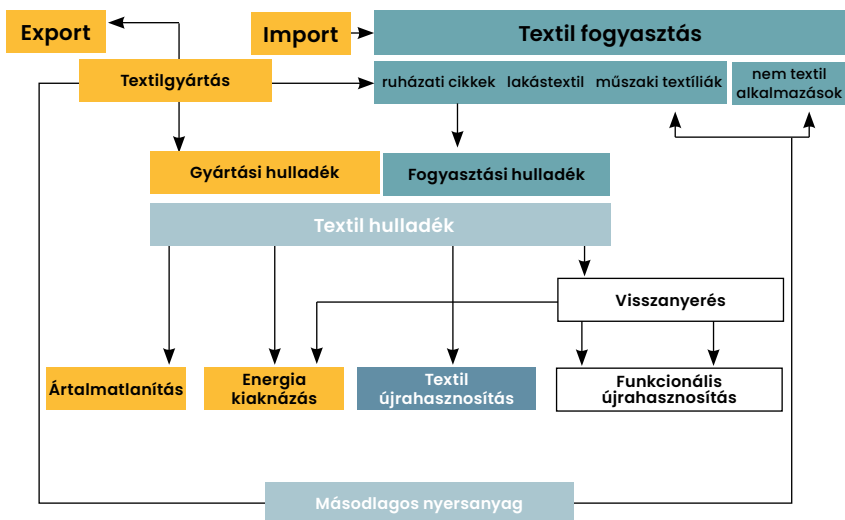 Export
Import
Textil fogyasztás
Textilgyártás
ruházati cikkek lakástextil műszaki textíliák
nem textil
alkalmazások
Gyártási hulladék
Fogyasztási hulladék
Textil hulladék
Visszanyerés
Ártalmatlanítás
Energia
kiaknázás
Textil
újrahasznosítás
Funkcionális
újrahasznosítás
Másodlagos nyersanyag